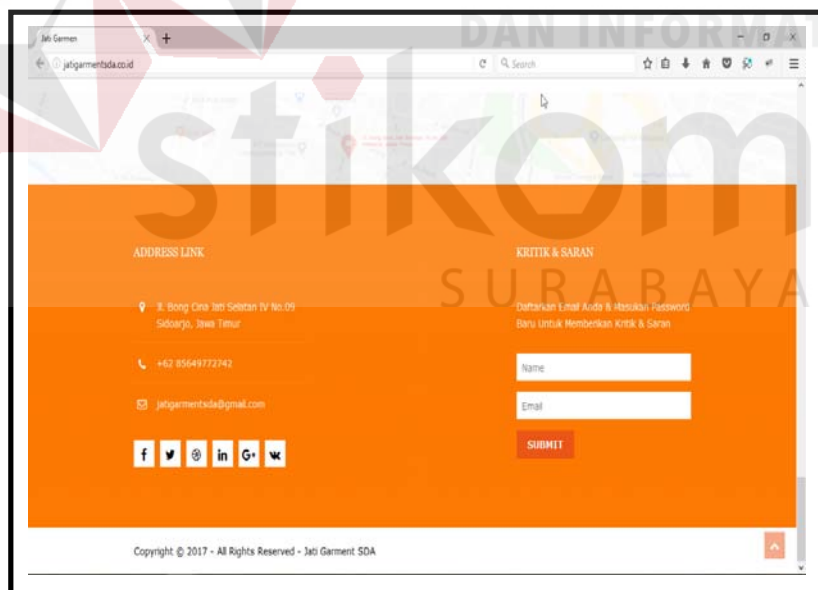 DAN INFORMAT
Jati Garmen
jatigarmentsda.co.id
Search
stikom
SURABAYA
ADDRESS LINK
Jl. Bong Cina Jati Selatan IV No.09
Sidoarjo, Jawa Timur
+62 85649772742
jatigarmentsda@gmail.com
KRITIK & SARAN
Daftarkan Email Anda & Masukan Password
Baru Untuk Memberikan Kritik & Saran
Name
Email
SUBMIT
Copyright © 2017 - All Rights Reserved - Jati Garment SDA